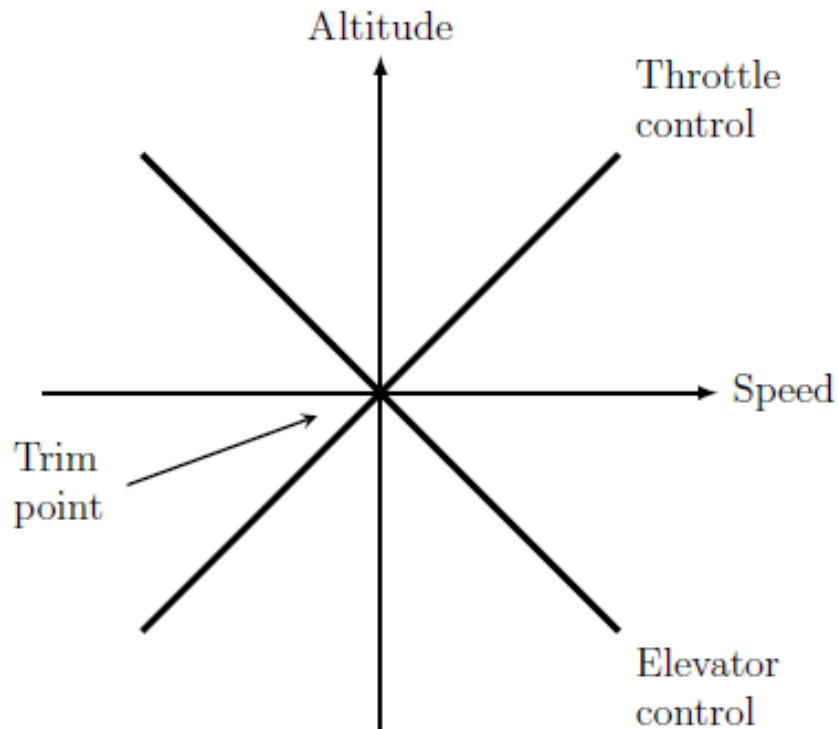 Altitude
Throttle
control
Speed
Trim
point
Elevator
control